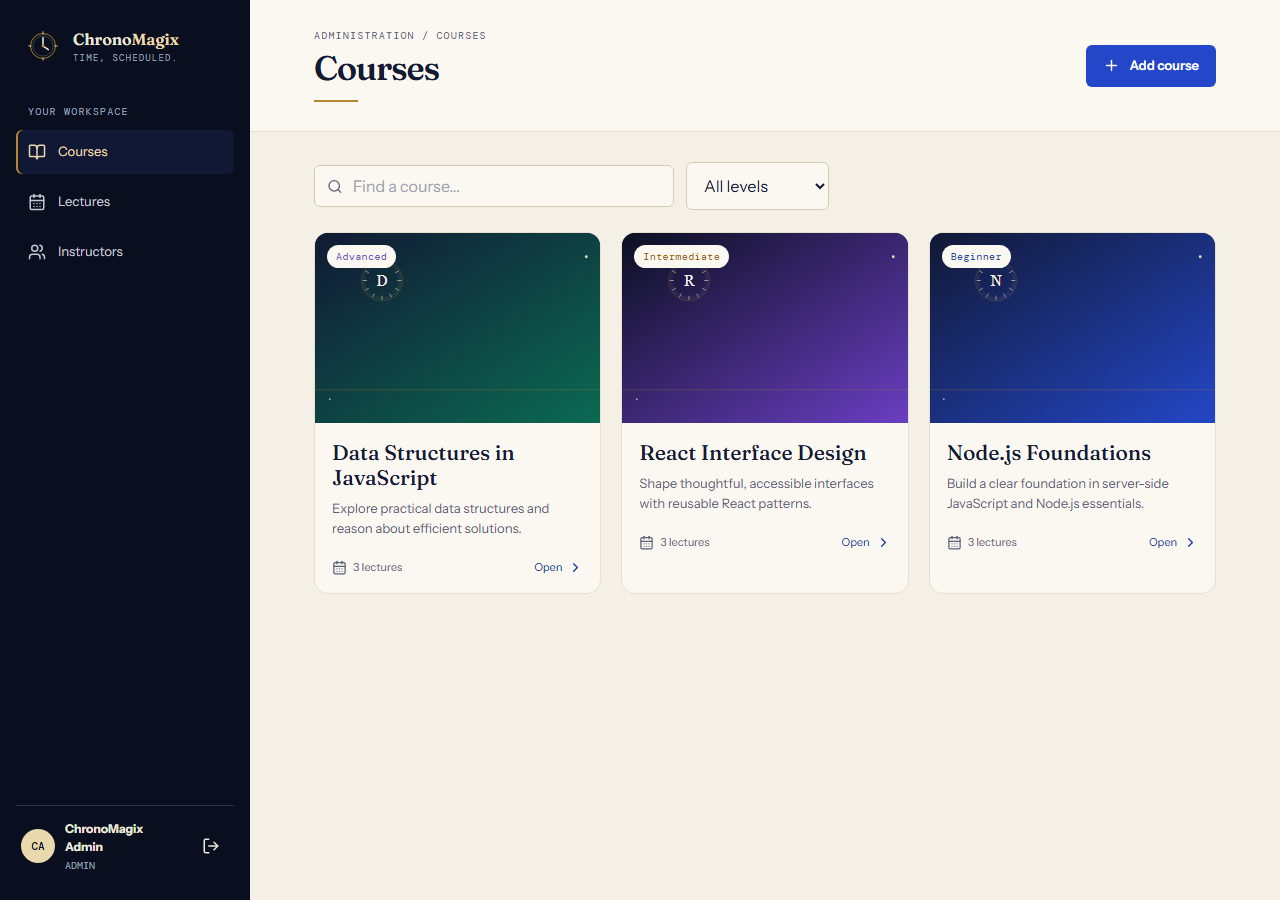 ChronoMagix
TIME, SCHEDULED.
YOUR WORKSPACE
Courses
Lectures
Instructors
CA
ChronoMagix
Admin
ADMIN
ADMINISTRATION / COURSES
Courses
Add course
Find a course...
All levels
Advanced
D
Data Structures in
JavaScript
Explore practical data structures and
reason about efficient solutions.
3 lectures
Open
Intermediate
R
React Interface Design
Shape thoughtful, accessible interfaces
with reusable React patterns.
3 lectures
Open
Beginner
N
Node.js Foundations
Build a clear foundation in server-side
JavaScript and Node.js essentials.
3 lectures
Open